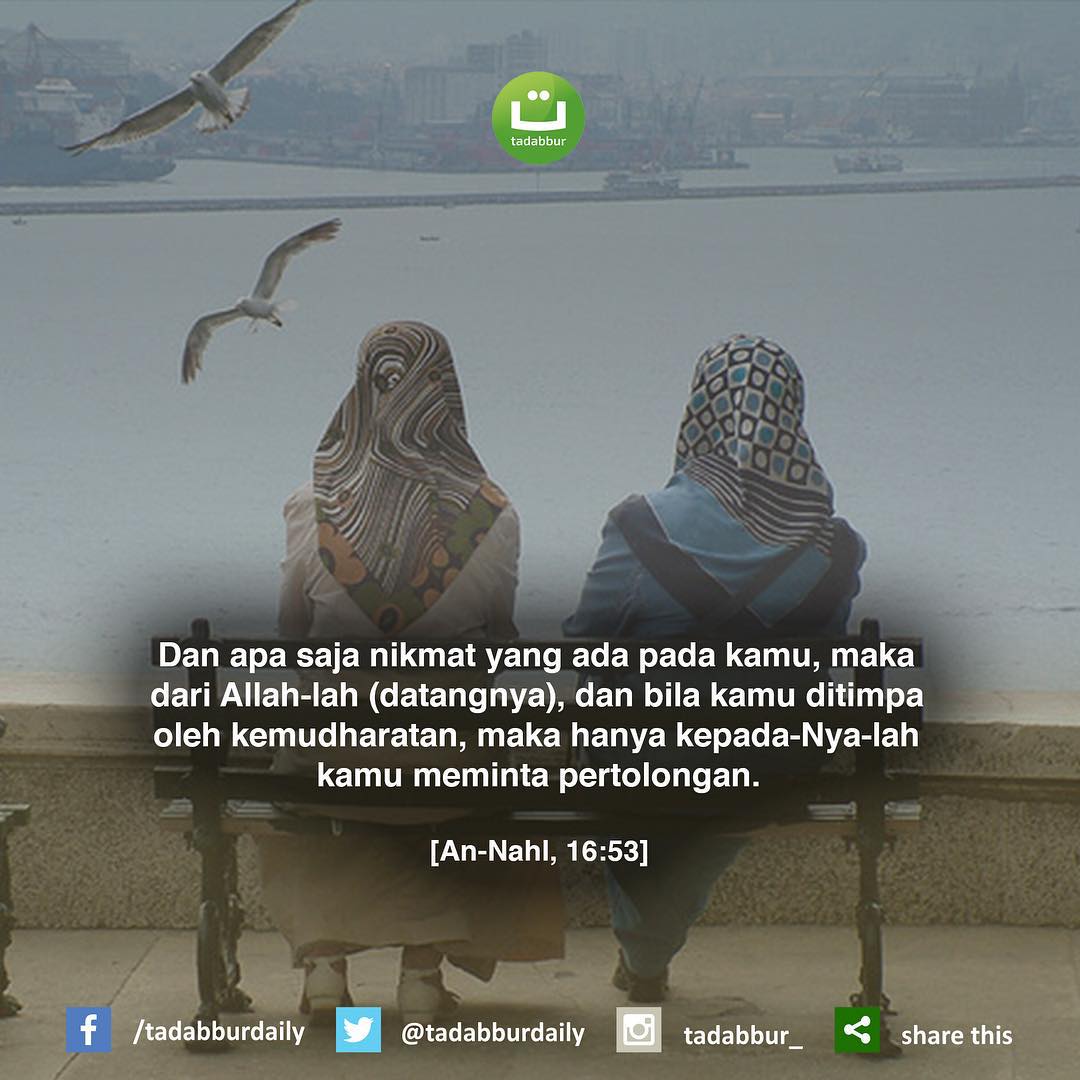 ت
tadabbur
Dan apa saja nikmat yang ada pada kamu, maka
dari Allah-lah (datangnya), dan bila kamu ditimpa
oleh kemudharatan, maka hanya kepada-Nya-lah
kamu meminta pertolongan.
[An-Nahl, 16:53]
/tadabburdaily @tadabburdaily tadabbur_ share this